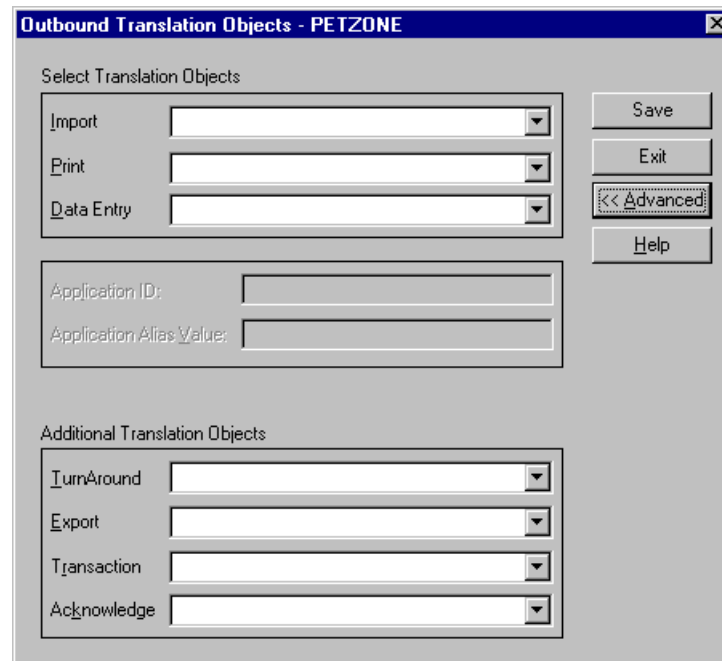 Outbound Translation Objects - PETZONE
Select Translation Objects
Import
Print
Data Entry
Save
Exit
<< Advanced
Help
Application ID:
Application Alias Value:
Additional Translation Objects
TurnAround
Export
Transaction
Acknowledge